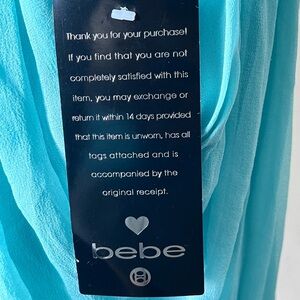 Thank you for your purchase!
If you find that you are not
completely satisfied with this
item, you may exchange or
return it within 14 days provided
that this item is unworn, has all
tags attached and is
accompanied by the
original receipt.
bebe